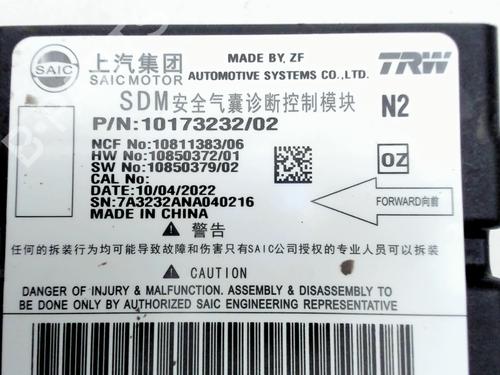 SAIC 上汽集团 SAICMOTOR
MADE BY, ZF
AUTOMOTIVE SYSTEMS CO., LTD.
TRW
SDM安全气囊诊断控制模块
N2
P/N:10173232/02
NCF No:10811383/06
HW No:10850372/01
SW No:10850379/02
CAL No:
DATE:10/04/2022
SN:7A3232ANA040216
MADE IN CHINA
OZ
FORWARD向前
警告
任何的拆装行为均可能导致故障和伤害只有SAIC公司授权的专业人员可以拆装
CAUTION
DANGER OF INJURY & MALFUNCTION. ASSEMBLY & DISASSEMBLY TO
BE DONE ONLY BY AUTHORIZED SAIC ENGINEERING REPRESENTATIVE